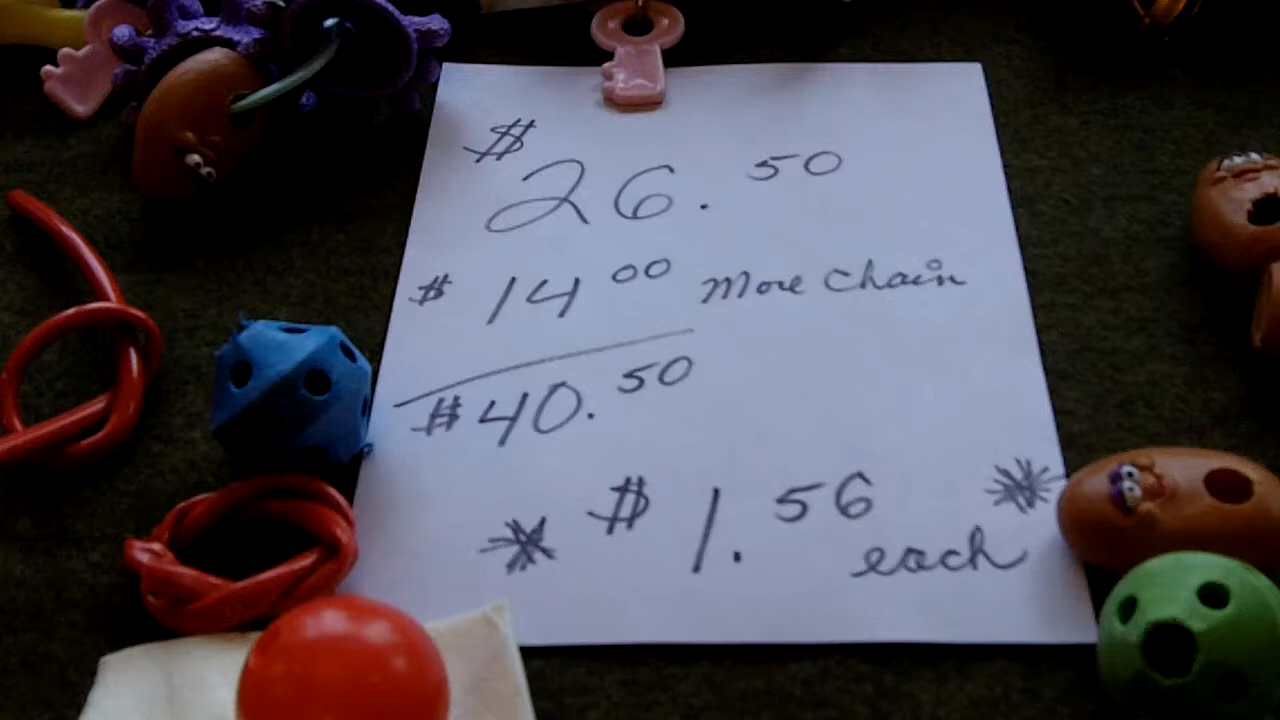 $ 26.50
$ 14 00 more chain
$40.50
* $ 1.56 each *